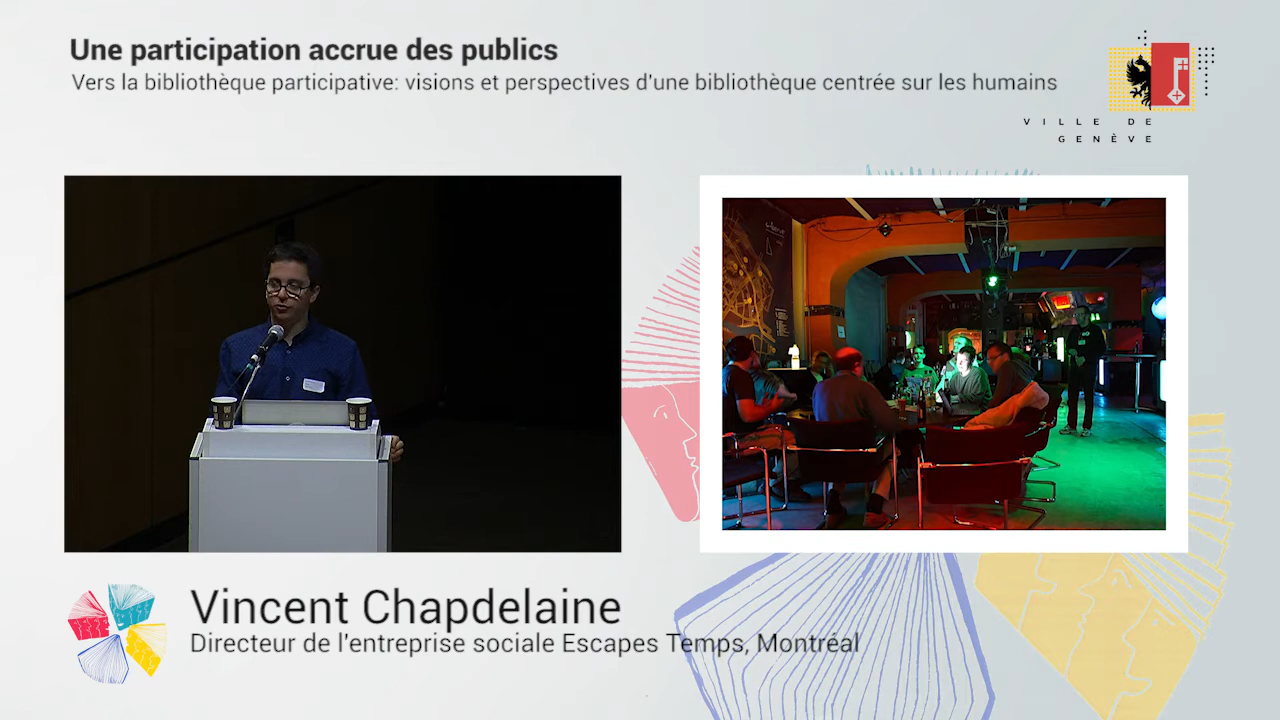 Une participation accrue des publics
Vers la bibliothèque participative: visions et perspectives d'une bibliothèque centrée sur les humains
VILLE DE
GENÈVE
Vincent Chapdelaine
Directeur de l'entreprise sociale Escapes Temps, Montréal